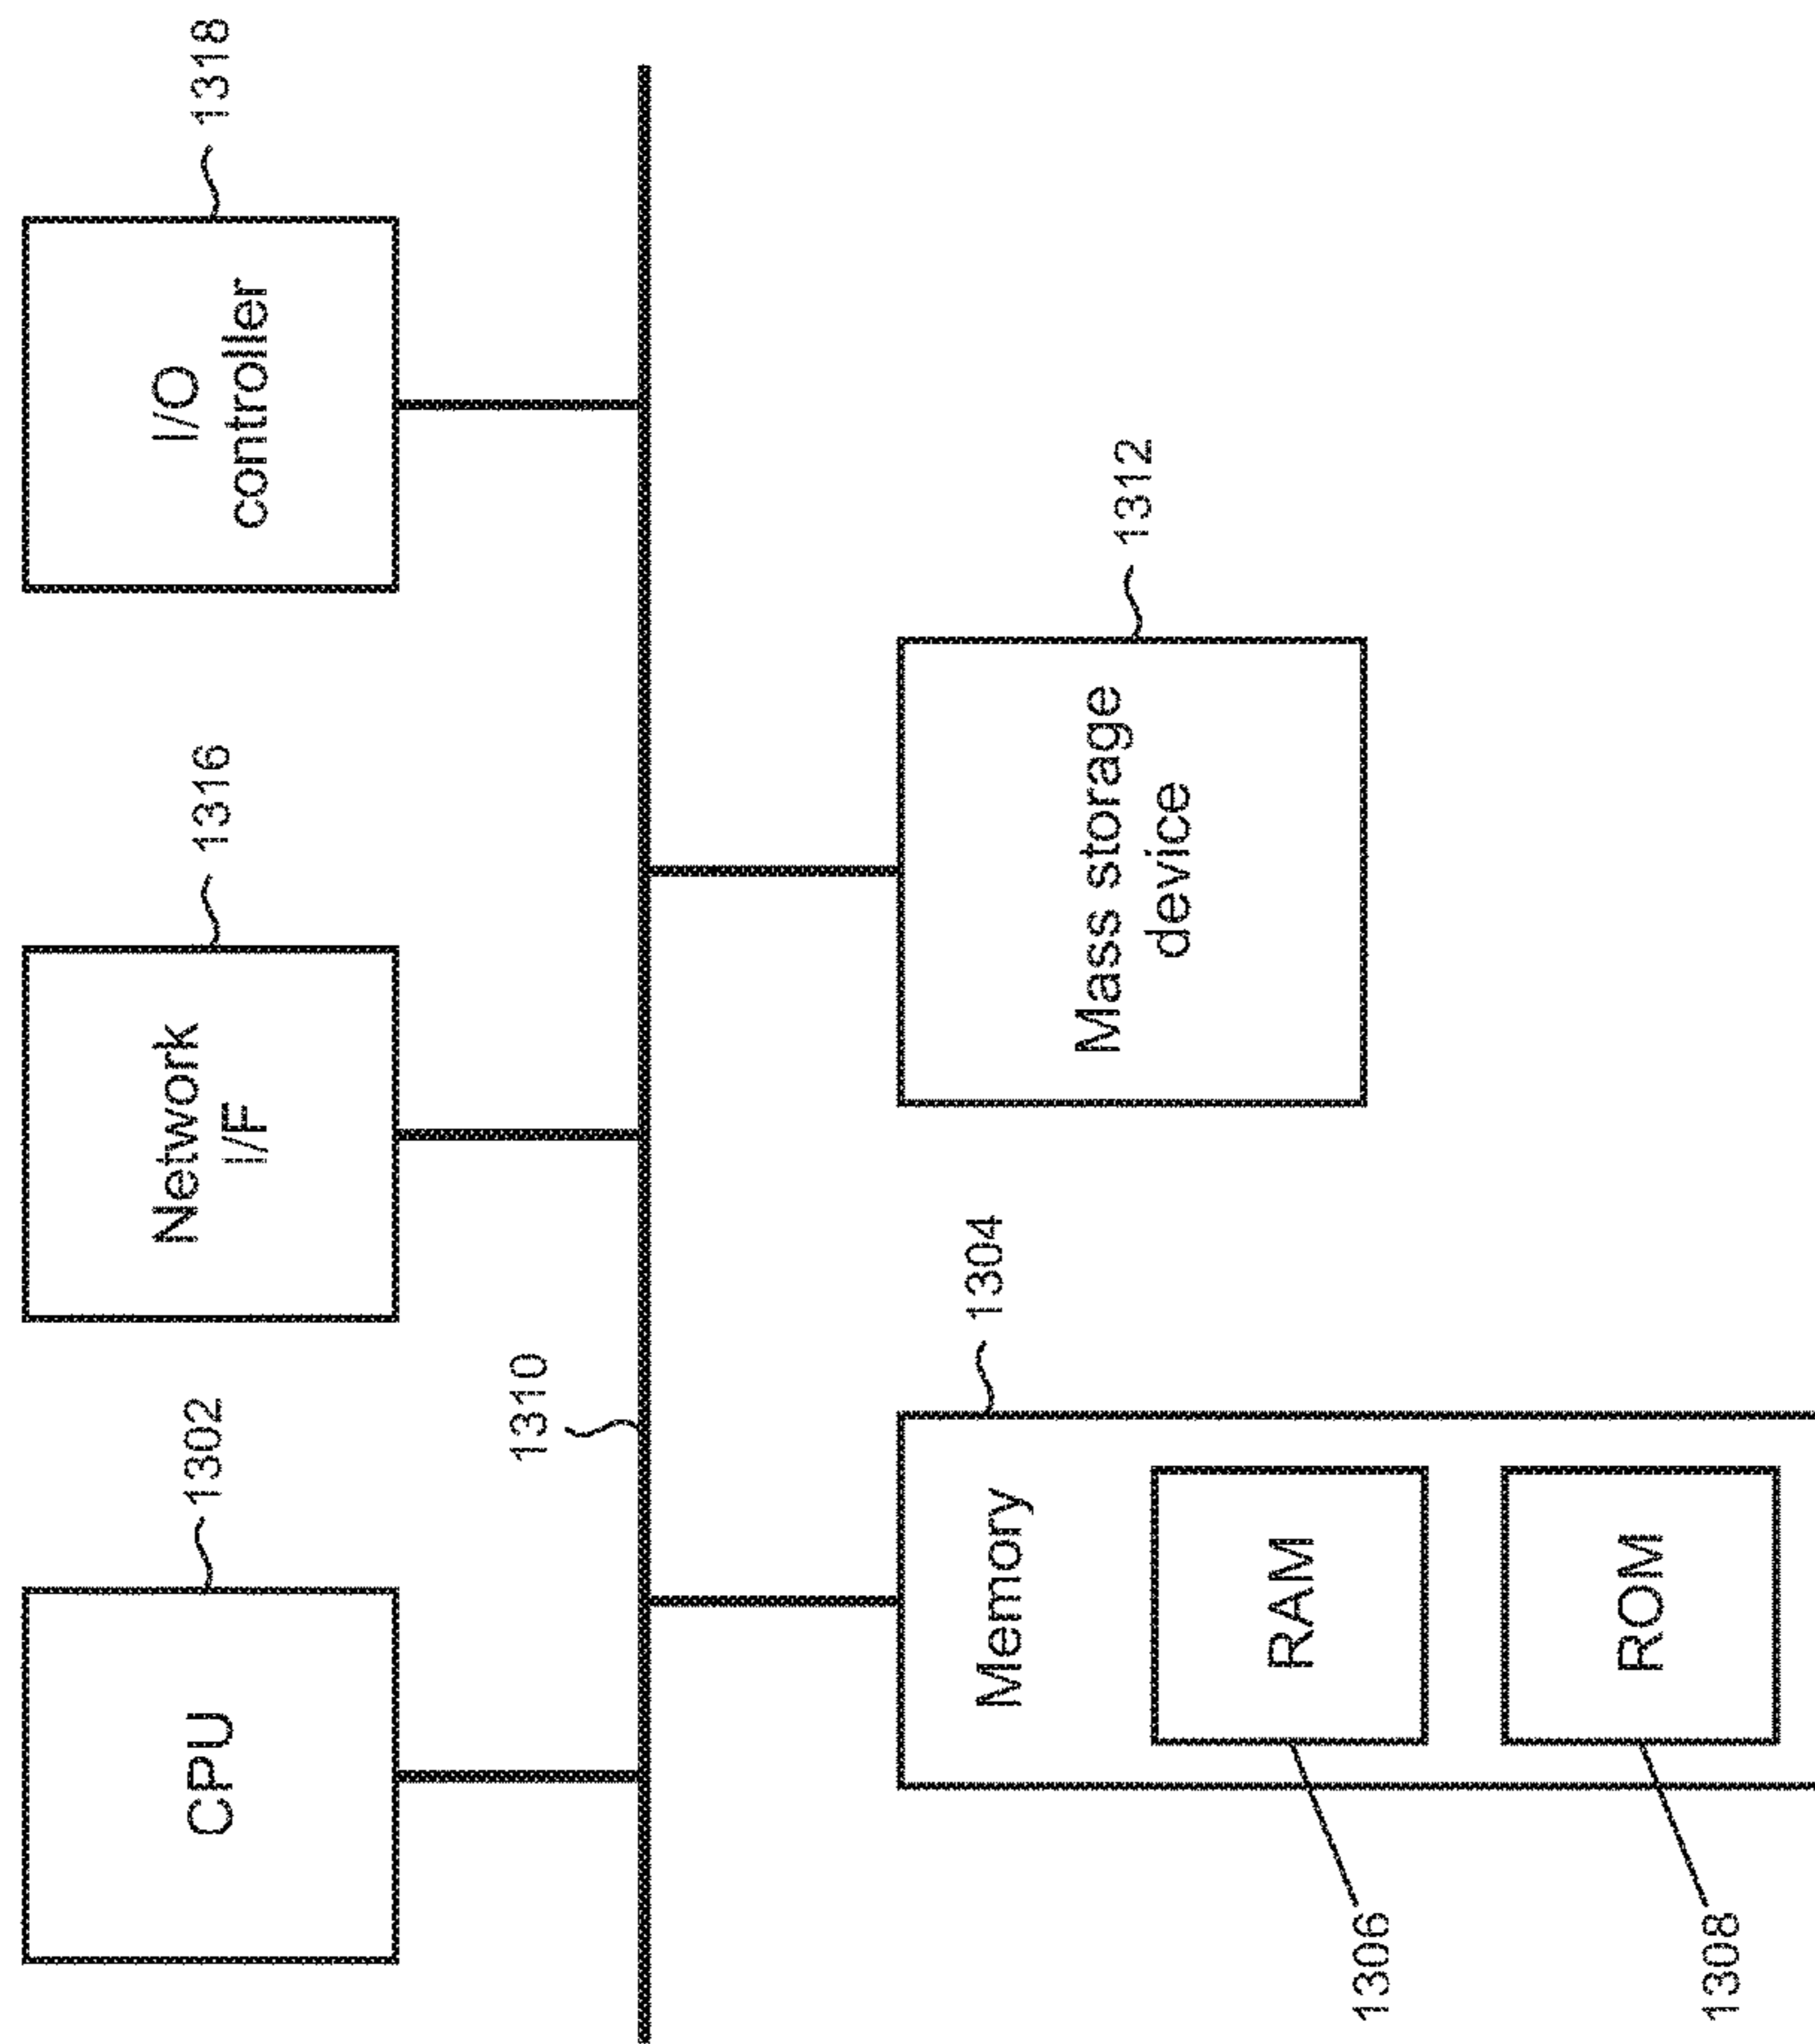 CPU
1302
Network
I/F
1316
I/O
controller
1318
1310
Memory
1304
RAM
1306
ROM
1308
Mass storage
device
1312